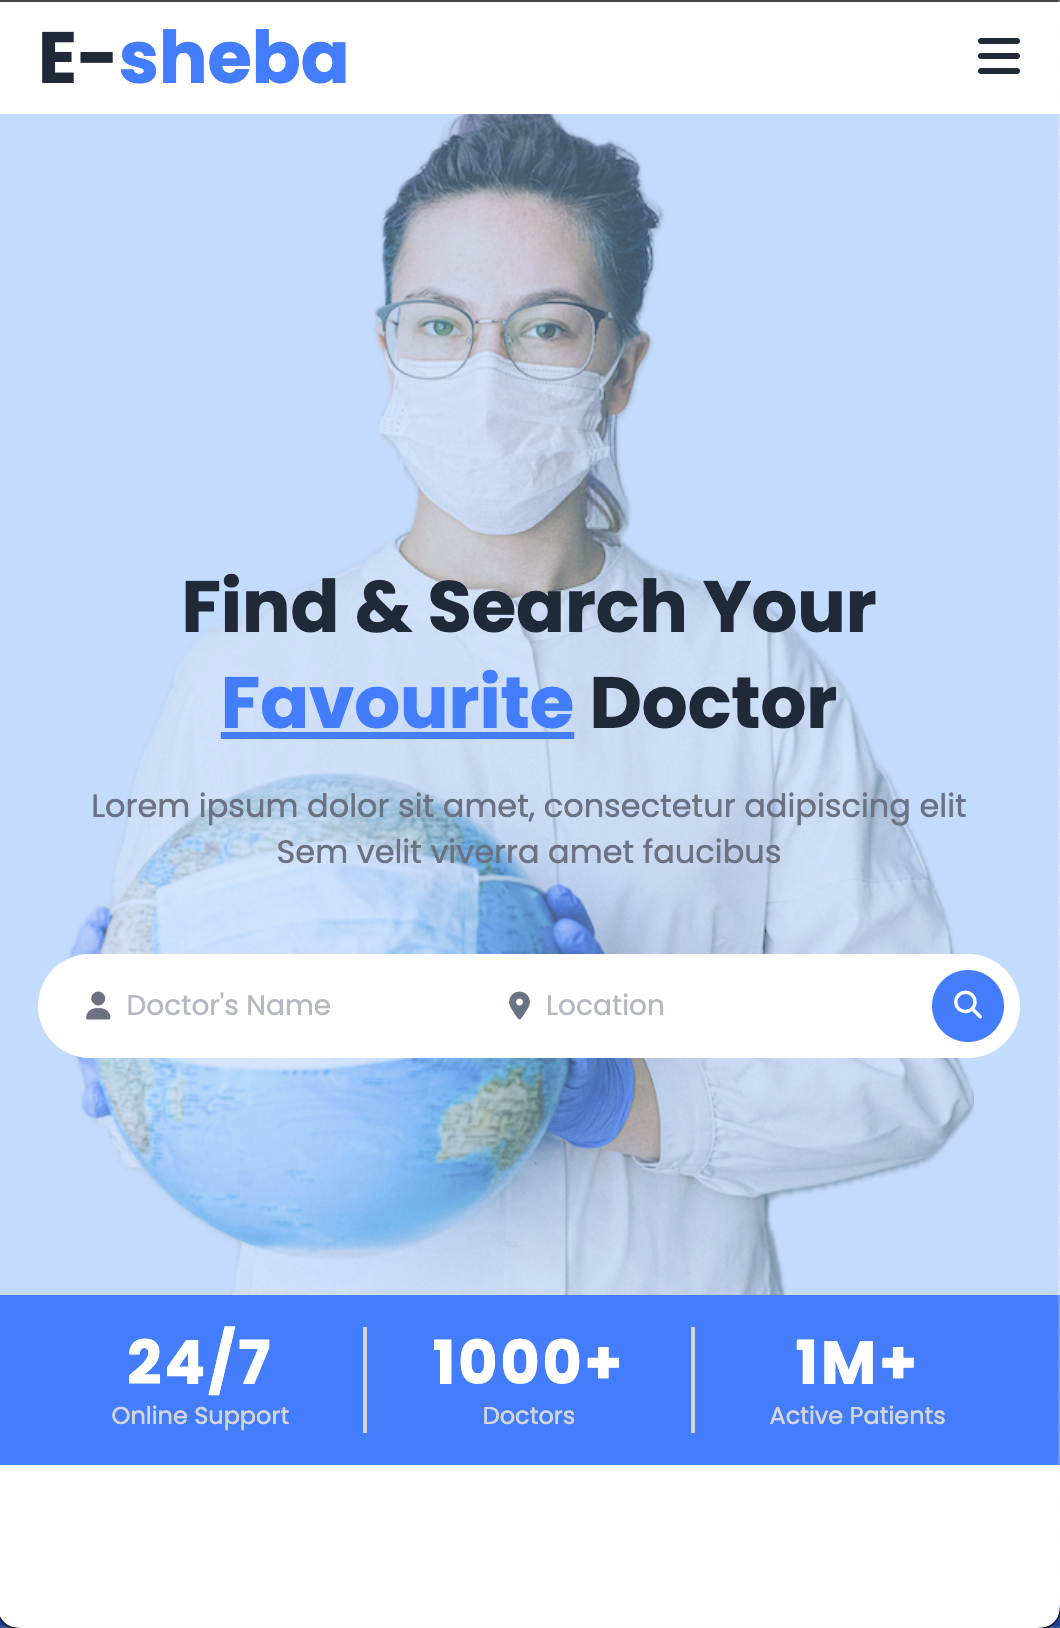 E-sheba
Find & Search Your
Favourite Doctor
Lorem ipsum dolor sit amet, consectetur adipiscing elit
Sem velit viverra amet faucibus
Doctor's Name
Location
24/7
Online Support
1000+
Doctors
1M+
Active Patients